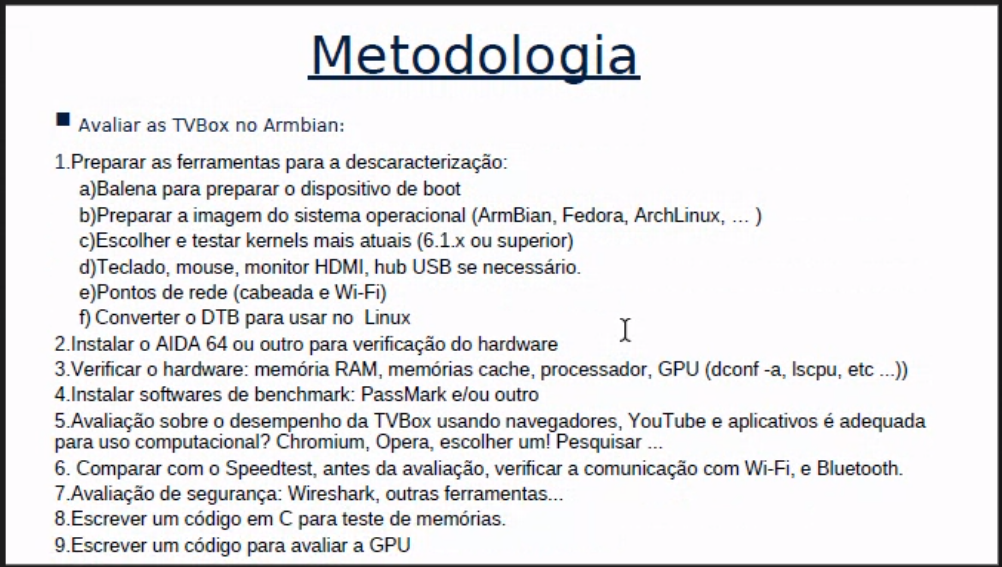 Metodologia
Avaliar as TVBox no Armbian:
1.Preparar as ferramentas para a descaracterização:
a)Balena para preparar o dispositivo de boot
b)Preparar a imagem do sistema operacional (ArmBian, Fedora, ArchLinux, ... )
c)Escolher e testar kernels mais atuais (6.1.x ou superior)
d)Teclado, mouse, monitor HDMI, hub USB se necessário.
e)Pontos de rede (cabeada e Wi-Fi)
f) Converter o DTB para usar no  Linux
2.Instalar o AIDA 64 ou outro para verificação do hardware
3.Verificar o hardware: memória RAM, memórias cache, processador, GPU (dconf -a, lscpu, etc ...))
4.Instalar softwares de benchmark: PassMark e/ou outro
5.Avaliação sobre o desempenho da TVBox usando navegadores, YouTube e aplicativos é adequada
para uso computacional? Chromium, Opera, escolher um! Pesquisar ...
6. Comparar com o Speedtest, antes da avaliação, verificar a comunicação com Wi-Fi, e Bluetooth.
7.Avaliação de segurança: Wireshark, outras ferramentas...
8.Escrever um código em C para teste de memórias.
9.Escrever um código para avaliar a GPU